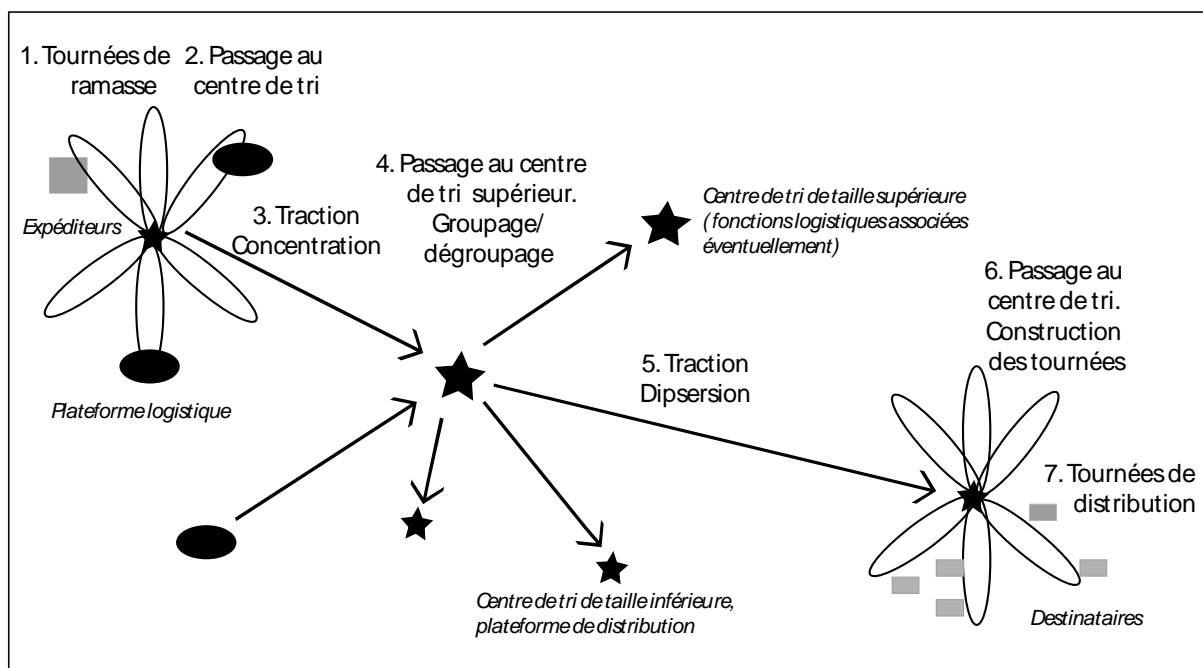 1. Tournées de
ramasse
2. Passage au
centre de tri
Expéditeurs
3. Traction
Concentration
4. Passage au centre
de tri supérieur.
Groupage/
dégroupage
Centre de tri de taille supérieure
(fonctions logistiques associées
éventuellement)
Plateforme logistique
5. Traction
Dipsersion
6. Passage au
centre de tri.
Construction
des tournées
7. Tournées de
distribution
Centre de tri de taille inférieure,
plateforme de distribution
Destinataires